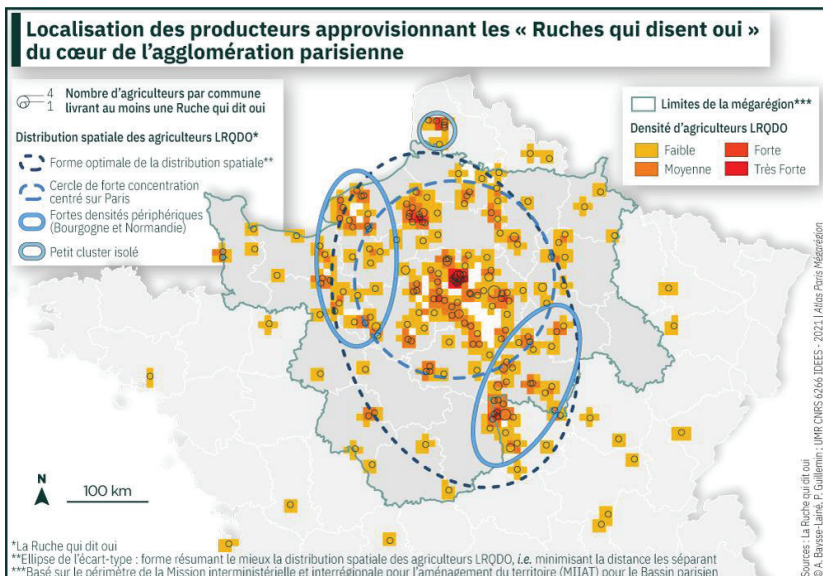 Localisation des producteurs approvisionnant les « Ruches qui disent oui »
du cœur de l'agglomération parisienne
4
1
Nombre d'agriculteurs par commune
livrant au moins une Ruche qui dit oui
Distribution spatiale des agriculteurs LRQDO*
Forme optimale de la distribution spatiale**
Cercle de forte concentration
centré sur Paris
Fortes densités périphériques
(Bourgogne et Normandie)
Petit cluster isolé
Limites de la mégarégion***
Densité d'agriculteurs LRQDO
Faible
Forte
Moyenne
Très Forte
N
100 km
*La Ruche qui dit oui
**Ellipse de l'écart-type : forme résumant le mieux la distribution spatiale des agriculteurs LRQDO, i.e. minimisant la distance les séparant
***Basé sur le périmètre de la Mission interministérielle et interrégionale pour l'aménagement du territoire (MIIAT) pour le Bassin parisien
Sources : La Ruche qui dit oui
© A. Baysse-Lainé, P. Guillemin : UMR CNRS 6266 IDEES - 2021 | Atlas Paris Mégarégion